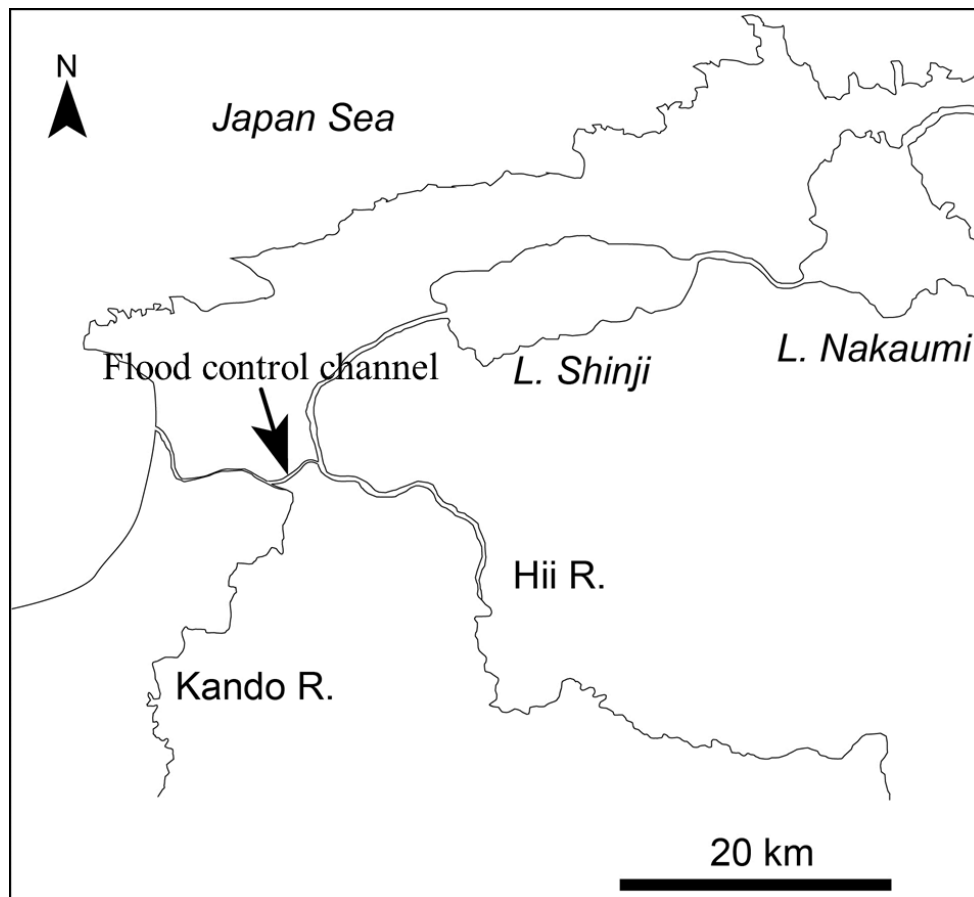 N
Japan Sea
L. Nakaumi
L. Shinji
Flood control channel
Hii R.
Kando R.
20 km